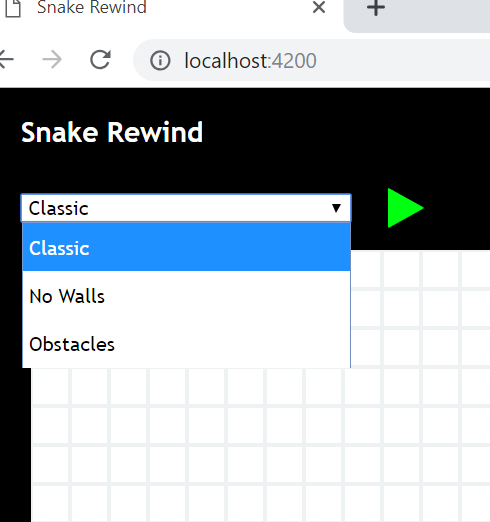 Snake Rewind
localhost:4200
Snake Rewind
Classic
Classic
No Walls
Obstacles